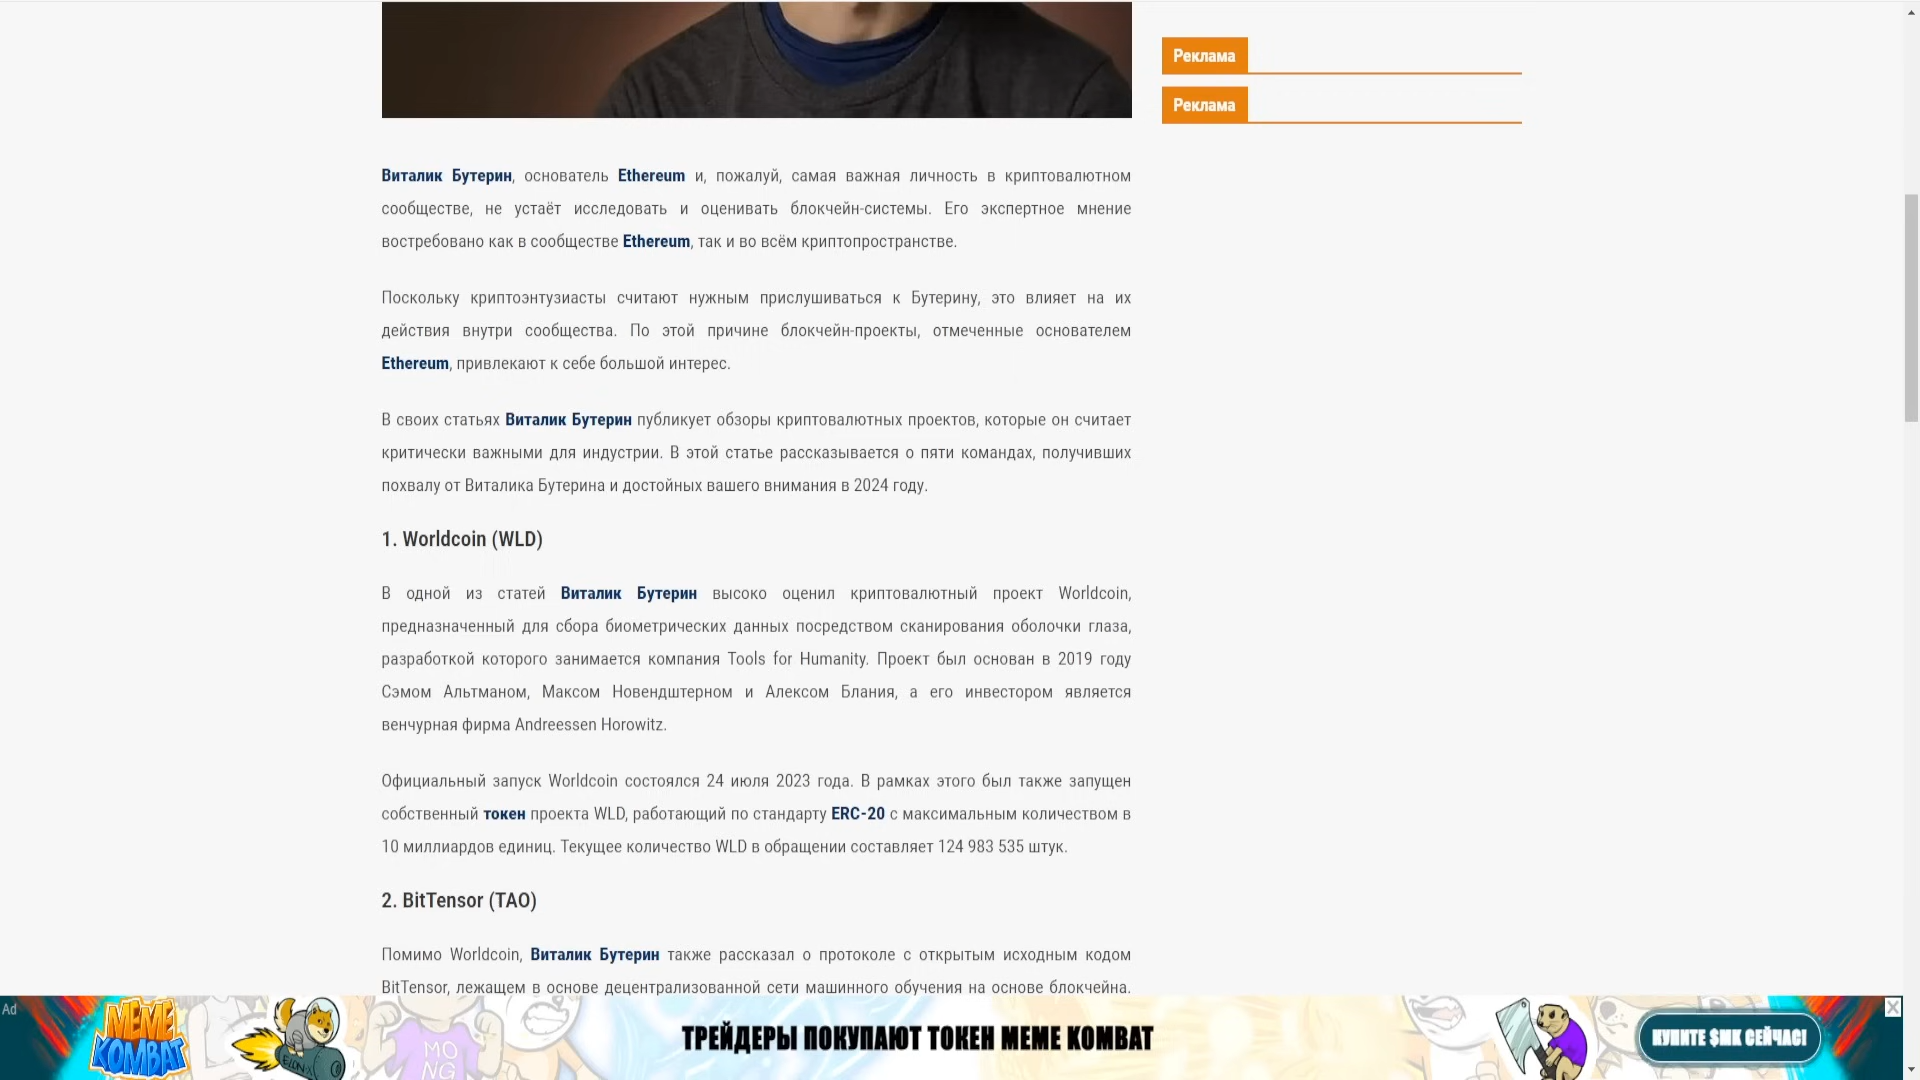 Реклама
Реклама
Виталик Бутерин, основатель Ethereum и, пожалуй, самая важная личность в криптовалютном
сообществе, не устаёт исследовать и оценивать блокчейн-системы. Его экспертное мнение
востребовано как в сообществе Ethereum, так и во всём криптопространстве.
Поскольку криптоэнтузиасты считают нужным прислушиваться к Бутерину, это влияет на их
действия внутри сообщества. По этой причине блокчейн-проекты, отмеченные основателем
Ethereum, привлекают к себе большой интерес.
В своих статьях Виталик Бутерин публикует обзоры криптовалютных проектов, которые он считает
критически важными для индустрии. В этой статье рассказывается о пяти командах, получивших
похвалу от Виталика Бутерина и достойных вашего внимания в 2024 году.
1. Worldcoin (WLD)
В одной из статей Виталик Бутерин высоко оценил криптовалютный проект Worldcoin,
предназначенный для сбора биометрических данных посредством сканирования оболочки глаза,
разработкой которого занимается компания Tools for Humanity. Проект был основан в 2019 году
Сэмом Альтманом, Максом Новендштерном и Алексом Блания, а его инвестором является
венчурная фирма Andreessen Horowitz.
Официальный запуск Worldcoin состоялся 24 июля 2023 года. В рамках этого был также запущен
собственный токен проекта WLD, работающий по стандарту ERC-20 с максимальным количеством в
10 миллиардов единиц. Текущее количество WLD в обращении составляет 124 983 535 штук.
2. BitTensor (TAO)
Помимо Worldcoin, Виталик Бутерин также рассказал о протоколе с открытым исходным кодом
BitTensor, лежащем в основе децентрализованной сети машинного обучения на основе блокчейна.
Ad
MEME
KOMBAT
ELON X
MO
NG
ТРЕЙДЕРЫ ПОКУПАЮТ ТОКЕН MEME KOMBAT
КУПИТЕ $MK СЕЙЧАС!